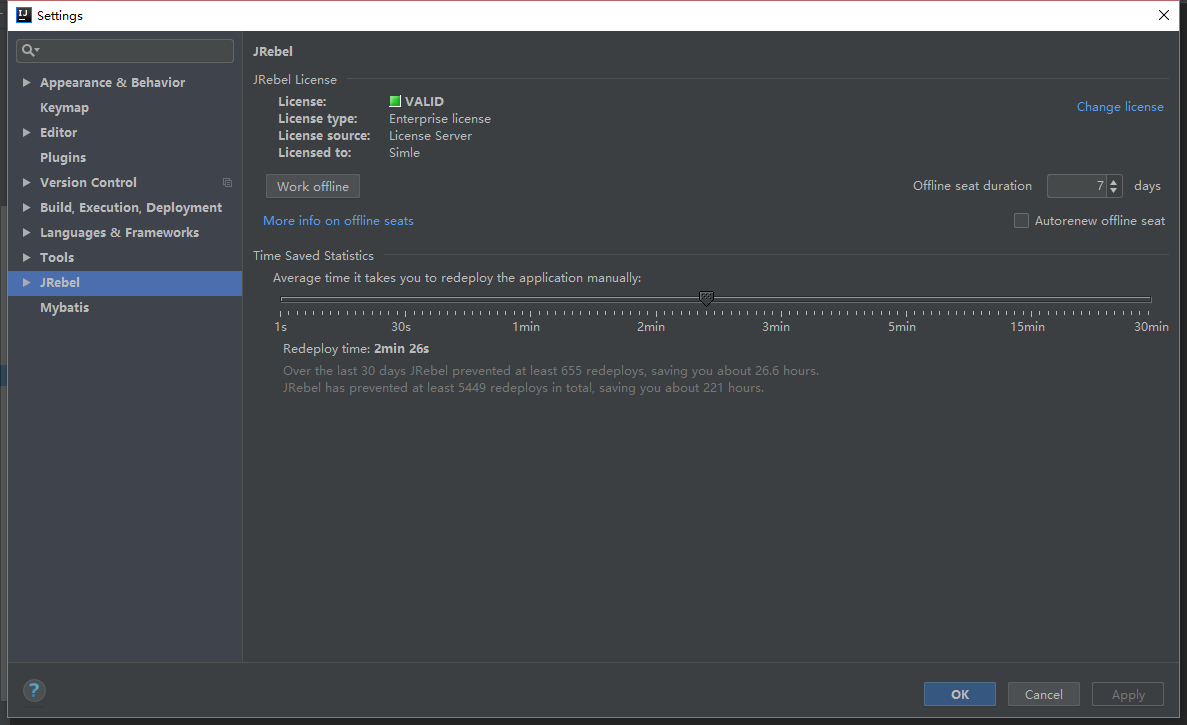 Settings
Appearance & Behavior
Keymap
Editor
Plugins
Version Control
Build, Execution, Deployment
Languages & Frameworks
Tools
JRebel
Mybatis
JRebel
JRebel License
License: VALID
Change license
License type: Enterprise license
License source: License Server
Licensed to: Simle
Work offline
Offline seat duration 7 days
More info on offline seats
Autorenew offline seat
Time Saved Statistics
Average time it takes you to redeploy the application manually:
1s 30s 1min 2min 3min 5min 15min 30min
Redeploy time: 2min 26s
Over the last 30 days JRebel prevented at least 655 redeploys, saving you about 26.6 hours.
JRebel has prevented at least 5449 redeploys in total, saving you about 221 hours.
?
OK Cancel Apply